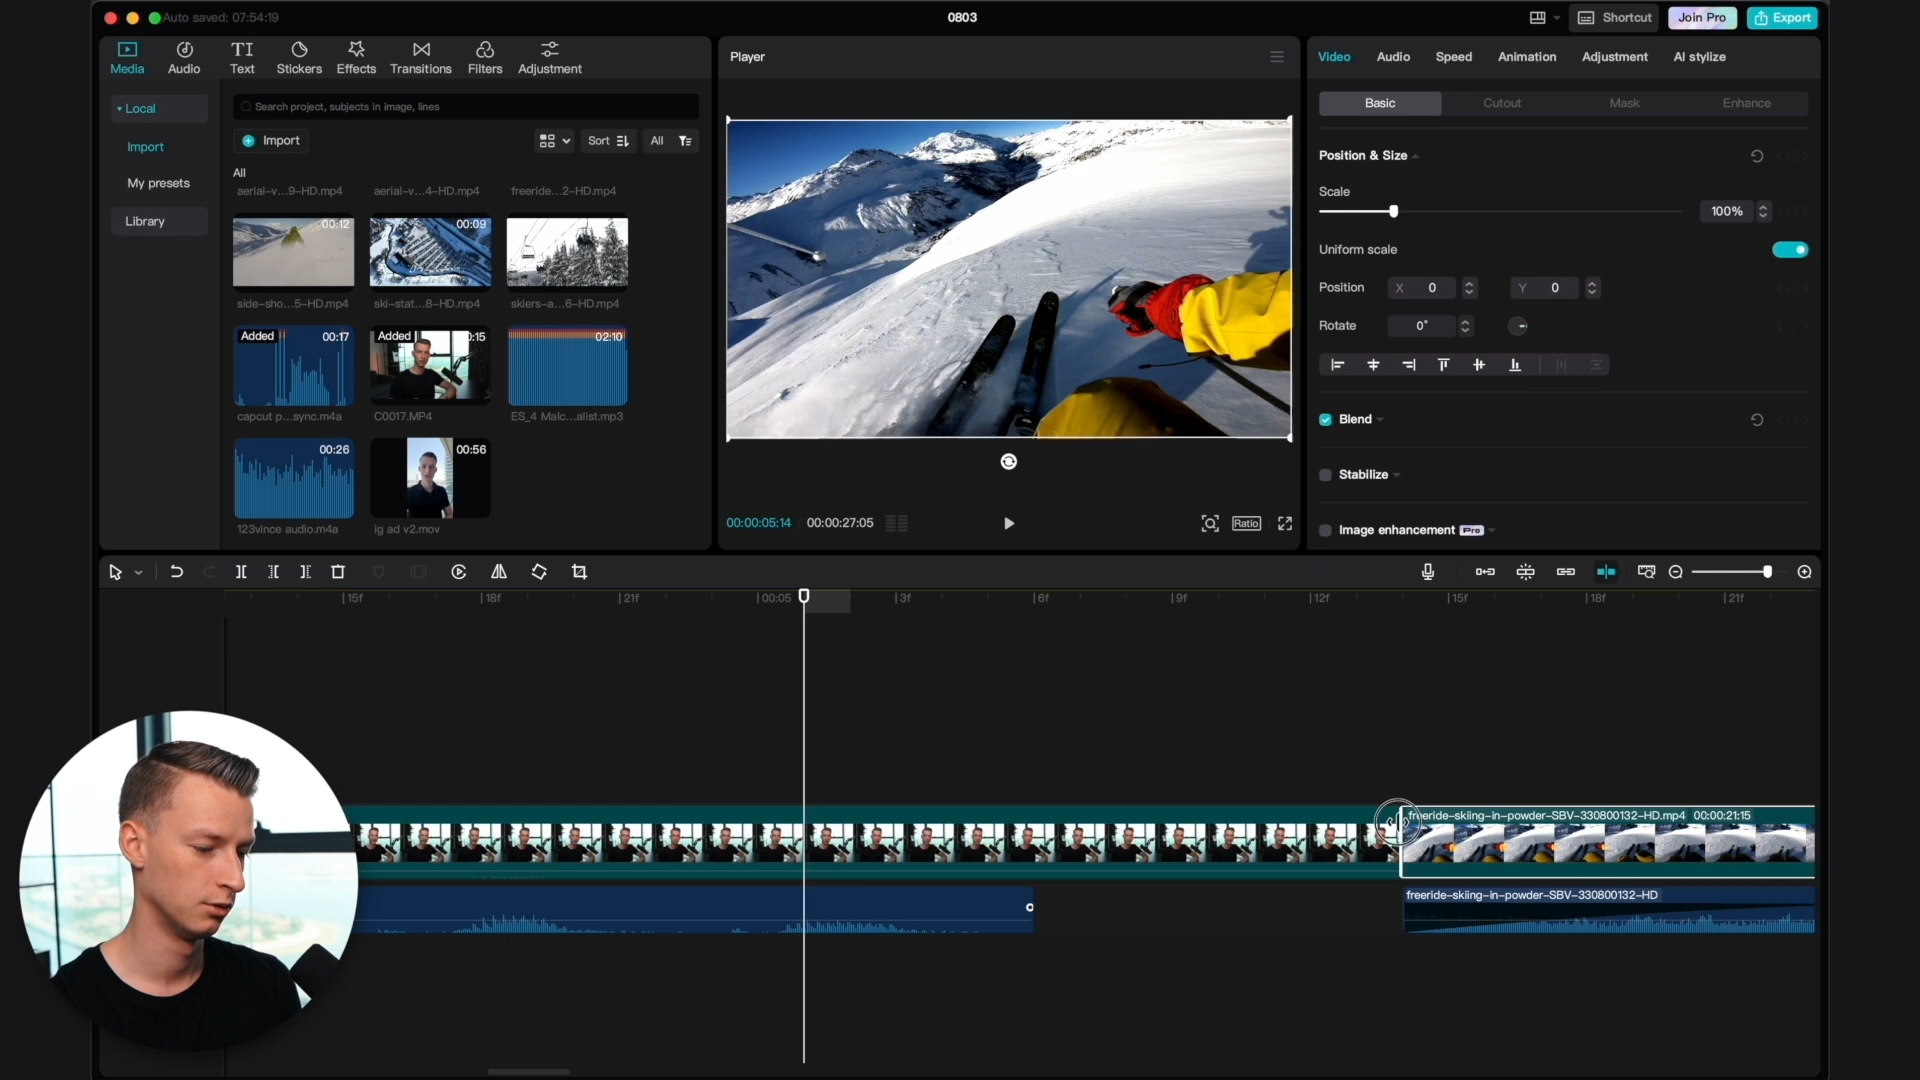 Auto saved: 07:54:19
0803
Shortcut
Join Pro
Export
Media
Audio
TI
Text
Stickers
Effects
Transitions
Filters
Adjustment
Local
Import
My presets
Library
Search project, subjects in image, lines
Import
Sort
All
All
aerial-v...9-HD.mp4
aerial-v...4-HD.mp4
freeride...2-HD.mp4
00:12
00:09
side-sho...5-HD.mp4
ski-stat...8-HD.mp4
skiers-a...6-HD.mp4
Added
00:17
Added
0:15
02:10
capcut p...sync.m4a
C0017.MP4
ES_4 Malc...alist.mp3
00:26
00:56
123vince audio.m4a
ig ad v2.mov
Player
00:00:05:14
00:00:27:05
Ratio
Video
Audio
Speed
Animation
Adjustment
AI stylize
Basic
Cutout
Mask
Enhance
Position & Size
Scale
100%
Uniform scale
Position
X 0
Y 0
Rotate
0°
Blend
Stabilize
Image enhancement Pro
15f
18f
21f
00:05
3f
6f
9f
12f
15f
18f
21f
freeride-skiing-in-powder-SBV-330800132-HD.mp4 00:00:21:15
freeride-skiing-in-powder-SBV-330800132-HD